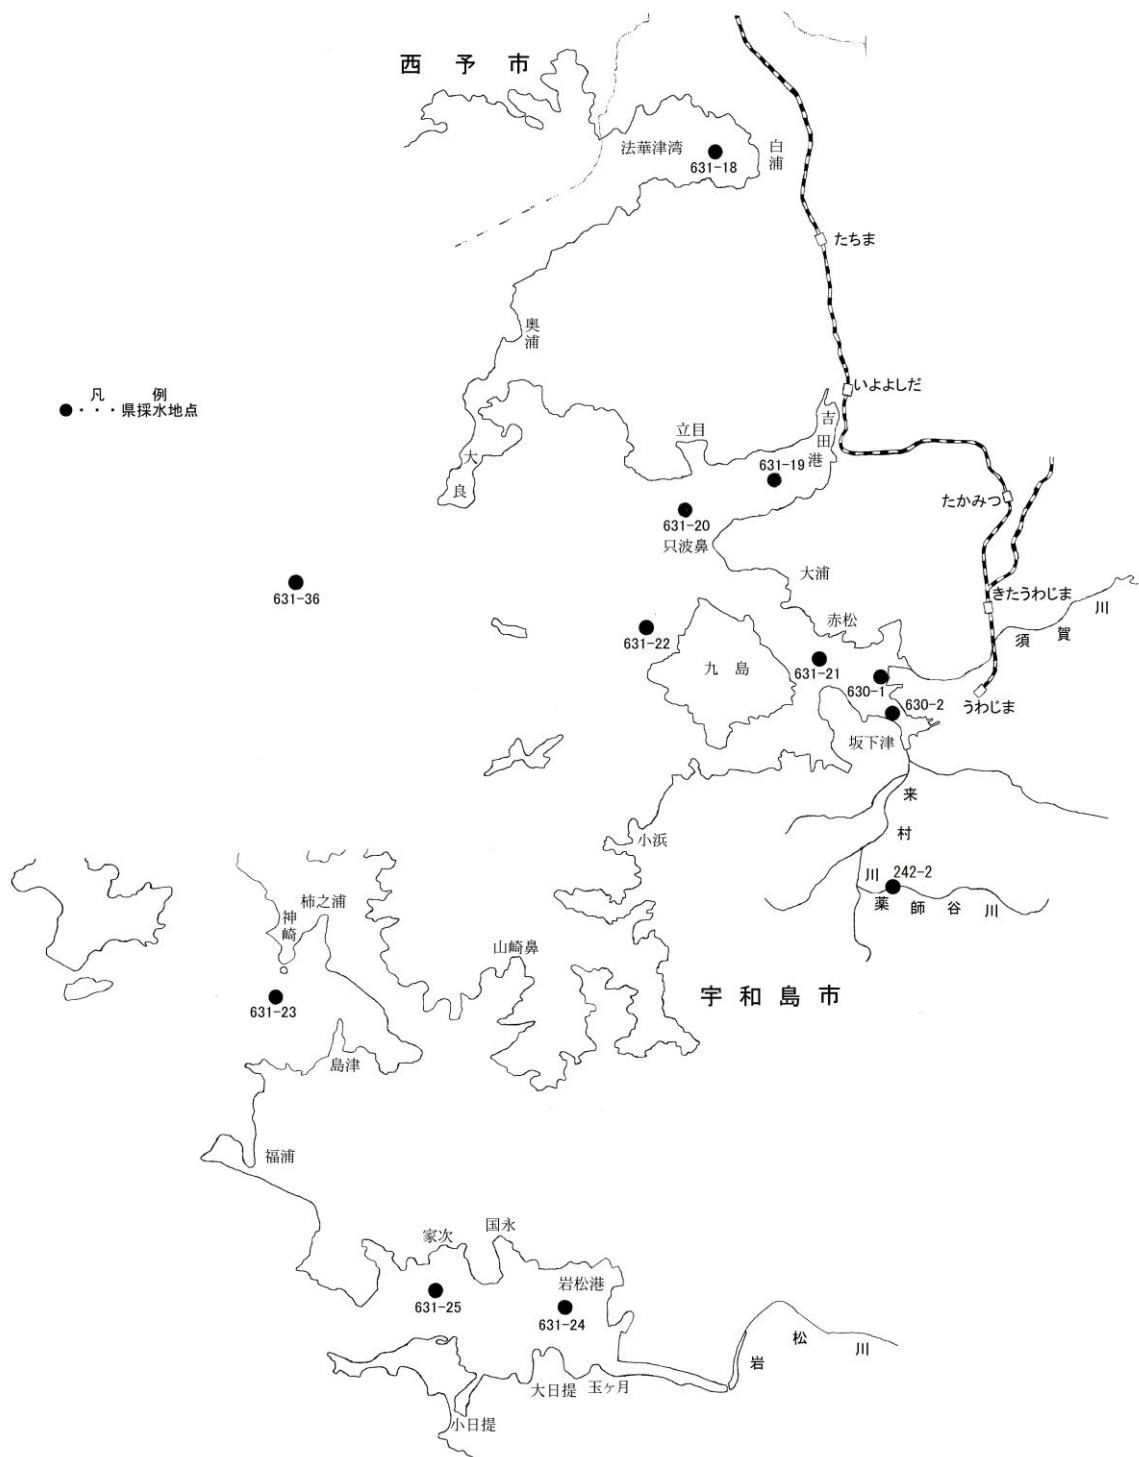 西予市
法華津湾
白浦
631-18
たちま
奥浦
凡例
●・・・県採水地点
いよよしだ
吉田港
立目
大良
631-19
たかみつ
631-20
只波鼻
大浦
631-36
きたうわじま
須賀川
赤松
631-22
九島
631-21
630-1
630-2
うわじま
坂下津
来村川
小浜
242-2
薬師谷川
柿之浦
神崎
山崎鼻
宇和島市
631-23
島津
福浦
国永
家次
岩松港
631-25
631-24
岩松川
大日提
玉ヶ月
小日提